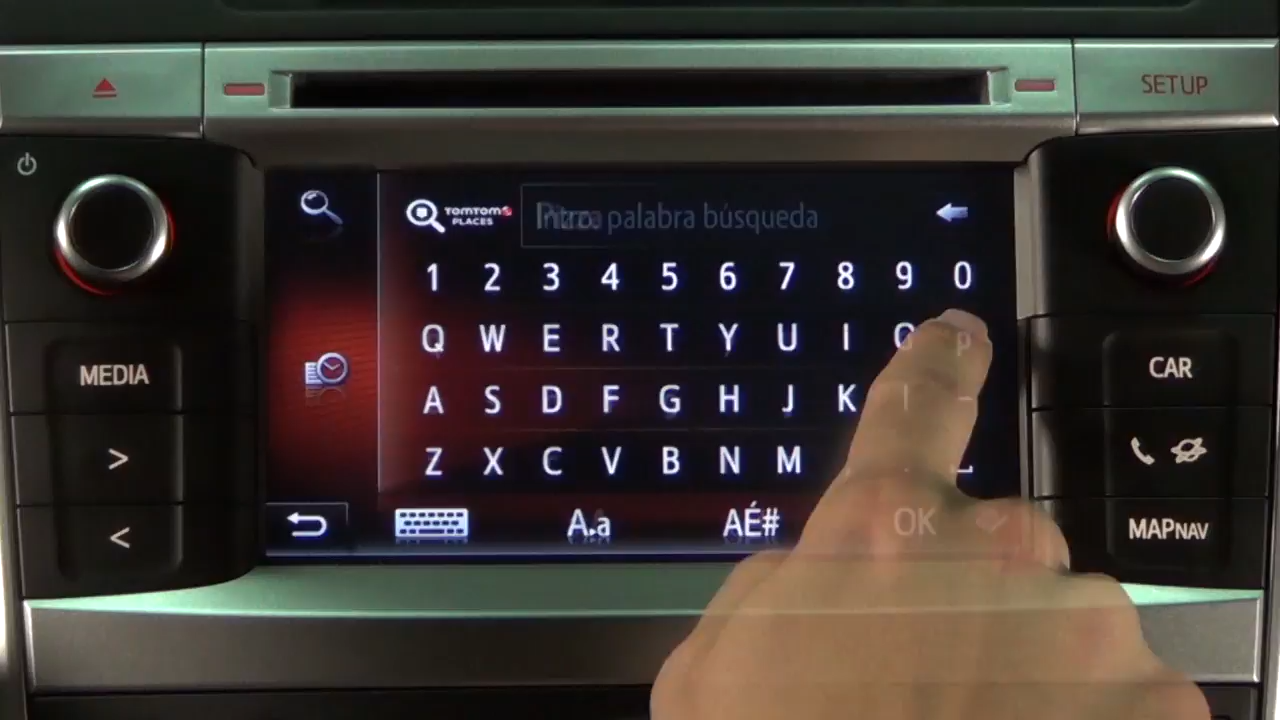 SETUP
TOMTOM PLACES
palabra búsqueda
1 2 3 4 5 6 7 8 9 0
Q W E R T Y U I O P
A S D F G H J K
Z X C V B N M
A.a AÉ# OK
MEDIA
>
<
CAR
MAPNAV